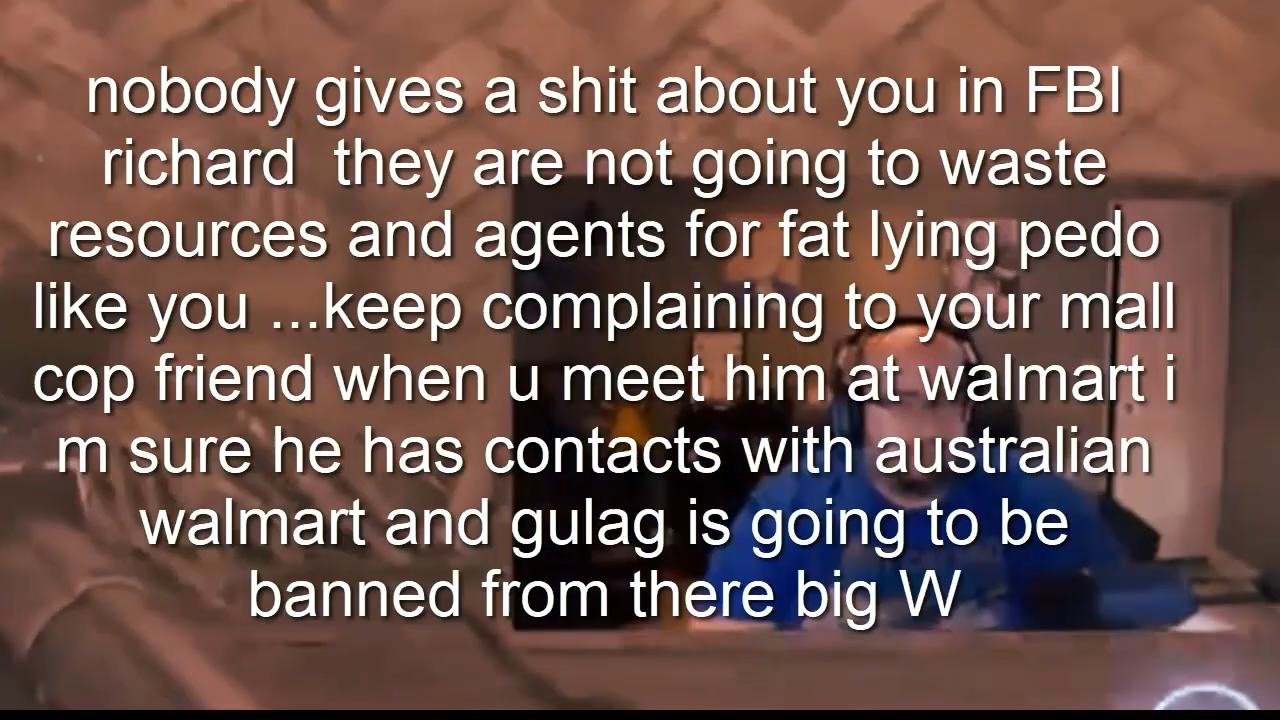 nobody gives a shit about you in FBI
richard  they are not going to waste
resources and agents for fat lying pedo
like you ...keep complaining to your mall
cop friend when u meet him at walmart i
m sure he has contacts with australian
walmart and gulag is going to be
banned from there big W